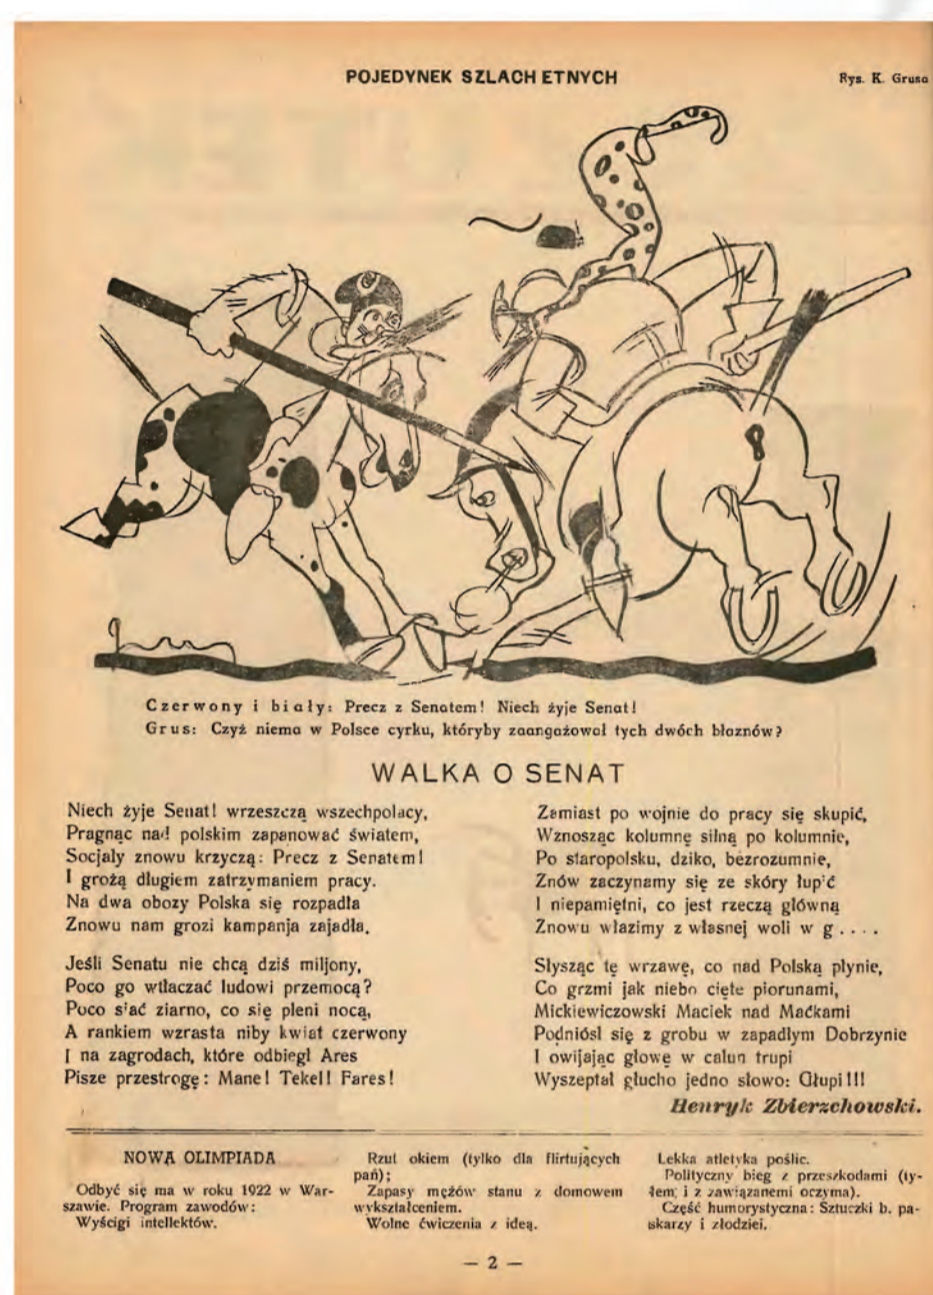 POJEDYNEK SZLACHETNYCH
Rys. K. Grusa
Czerwony i biały: Precz z Senatem! Niech żyje Senat!
Grus: Czyż niema w Polsce cyrku, któryby zaangażował tych dwóch błaznów?
WALKA O SENAT
Niech żyje Senat! wrzeszczą wszechpolacy,
Pragnąc nad polskim zapanować światem,
Socjały znowu krzyczą: Precz z Senatem!
I grożą długiem zatrzymaniem pracy.
Na dwa obozy Polska się rozpadła
Znowu nam grozi kampanja zajadła.
Jeśli Senatu nie chcą dziś miljony,
Poco go wtłaczać ludowi przemocą?
Poco siać ziarno, co się pleni nocą,
A rankiem wzrasta niby kwiat czerwony
I na zagrodach, które odbiegł Ares
Pisze przestrogę: Mane! Tekel! Fares!
Zamiast po wojnie do pracy się skupić,
Wznosząc kolumnę silną po kolumnie,
Po staropolsku, dziko, bezrozumnie,
Znów zaczynamy się ze skóry łupić
I niepamiętni, co jest rzeczą główną
Znowu włazimy z własnej woli w g . . . .
Słysząc tę wrzawę, co nad Polską płynie,
Co grzmi jak niebo cięte piorunami,
Mickiewiczowski Maciek nad Maćkami
Podniósł się z grobu w zapadłym Dobrzynie
I owijając głowę w całun trupi
Wyszeptał głucho jedno słowo: Głupi!!!
Henryk Zbierzchowski.
NOWA OLIMPIADA
Odbyć się ma w roku 1922 w War-
szawie. Program zawodów:
Wyścigi intellektów.
Rzut okiem (tylko dla flirtujących
pań);
Zapasy mężów stanu z domowem
wykształceniem.
Wolne ćwiczenia z ideą.
Lekka atletyka poślic.
Polityczny bieg z przeszkodami (ty-
łem; i z zawiązanemi oczyma).
Część humorystyczna: Sztuczki b. pa-
skarzy i złodziei.
— 2 —